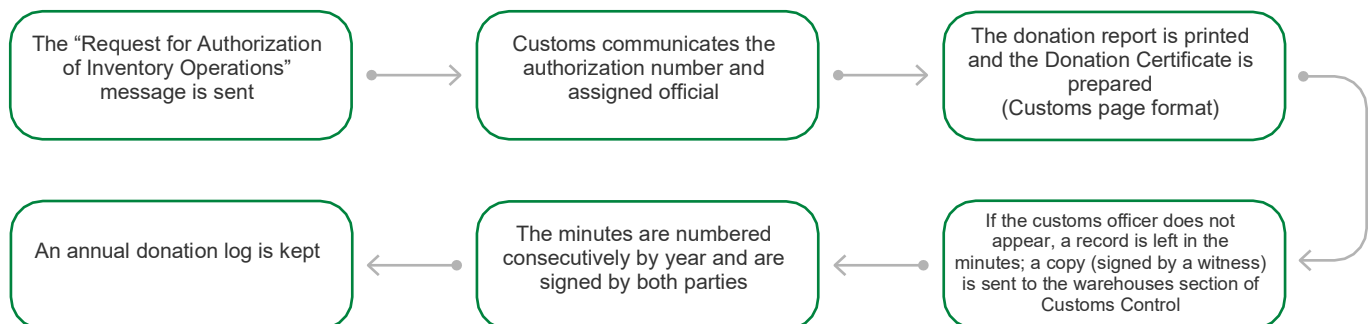 The “Request for Authorization
of Inventory Operations”
message is sent
Customs communicates the
authorization number and
assigned official
The donation report is printed
and the Donation Certificate is
prepared
(Customs page format)
If the customs officer does not
appear, a record is left in the
minutes; a copy (signed by a witness)
is sent to the warehouses section of
Customs Control
The minutes are numbered
consecutively by year and are
signed by both parties
An annual donation log is kept